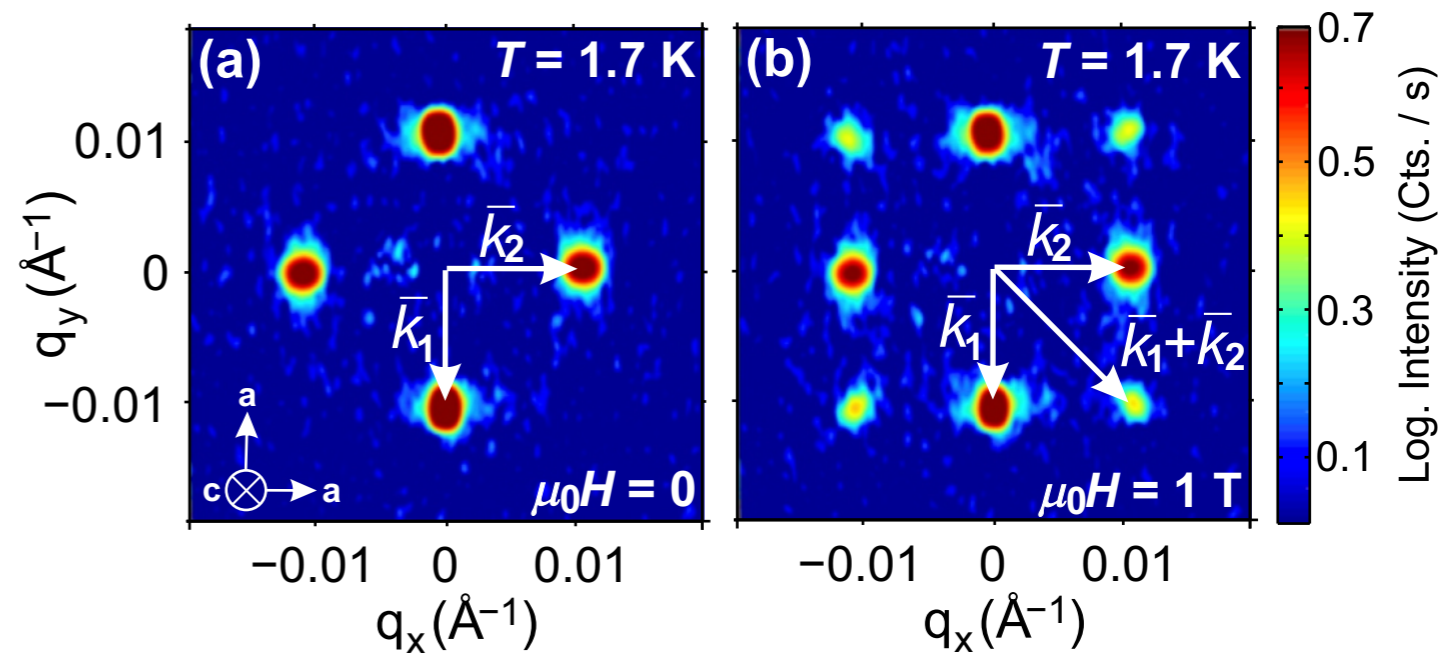 (a) T = 1.7 K
(b) T = 1.7 K
0.7
0.5
0.3
0.1
Log. Intensity (Cts. / s)
0.01
0
−0.01
q_y (Å⁻¹)
k̅₂
k̅₁
a
c a
μ₀H = 0
k̅₂
k̅₁
k̅₁+k̅₂
μ₀H = 1 T
−0.01 0 0.01
−0.01 0 0.01
qₓ (Å⁻¹)
qₓ (Å⁻¹)